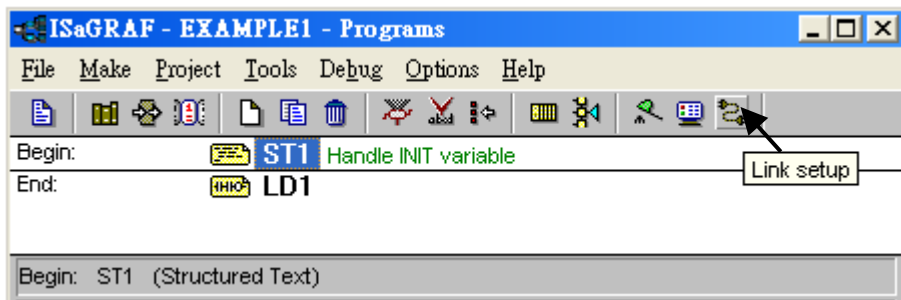 ISaGRAF - EXAMPLE1 - Programs
File Make Project Tools Debug Options Help
Begin: ST1 Handle INIT variable
Link setup
End: LD1
Begin: ST1 (Structured Text)